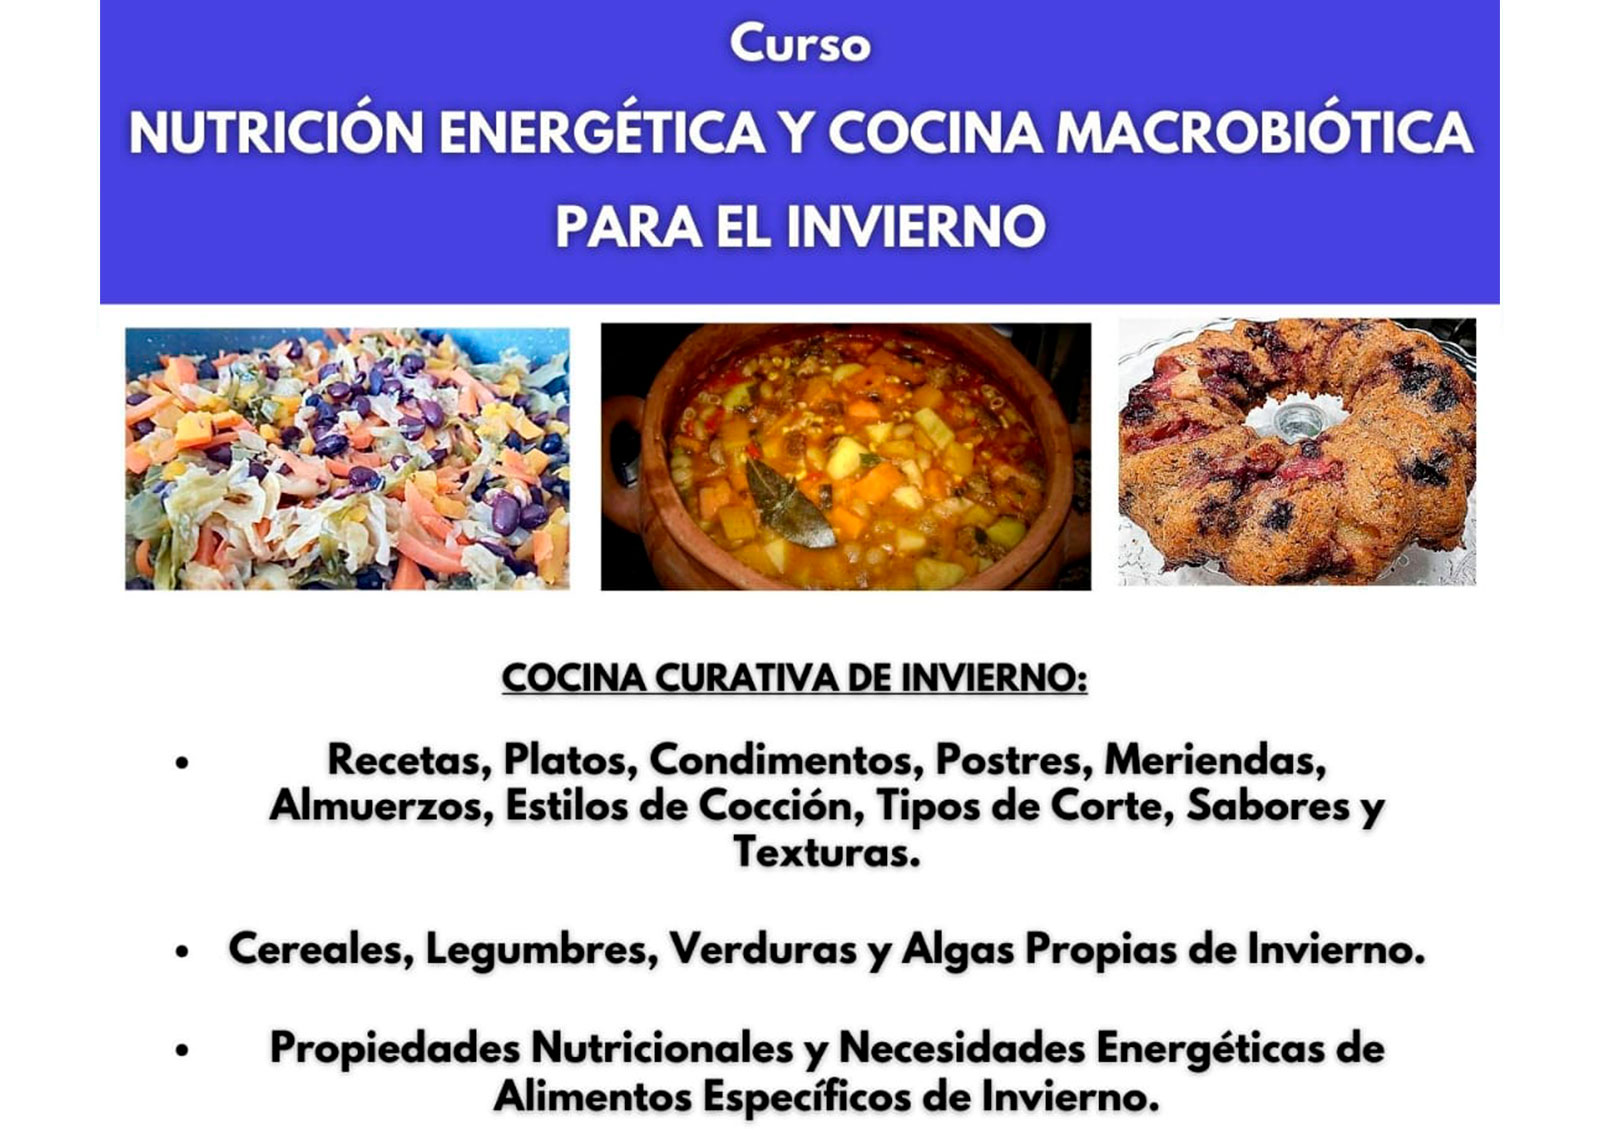 Curso
NUTRICIÓN ENERGÉTICA Y COCINA MACROBIÓTICA
PARA EL INVIERNO
COCINA CURATIVA DE INVIERNO:
• Recetas, Platos, Condimentos, Postres, Meriendas,
Almuerzos, Estilos de Cocción, Tipos de Corte, Sabores y
Texturas.
• Cereales, Legumbres, Verduras y Algas Propias de Invierno.
• Propiedades Nutricionales y Necesidades Energéticas de
Alimentos Específicos de Invierno.